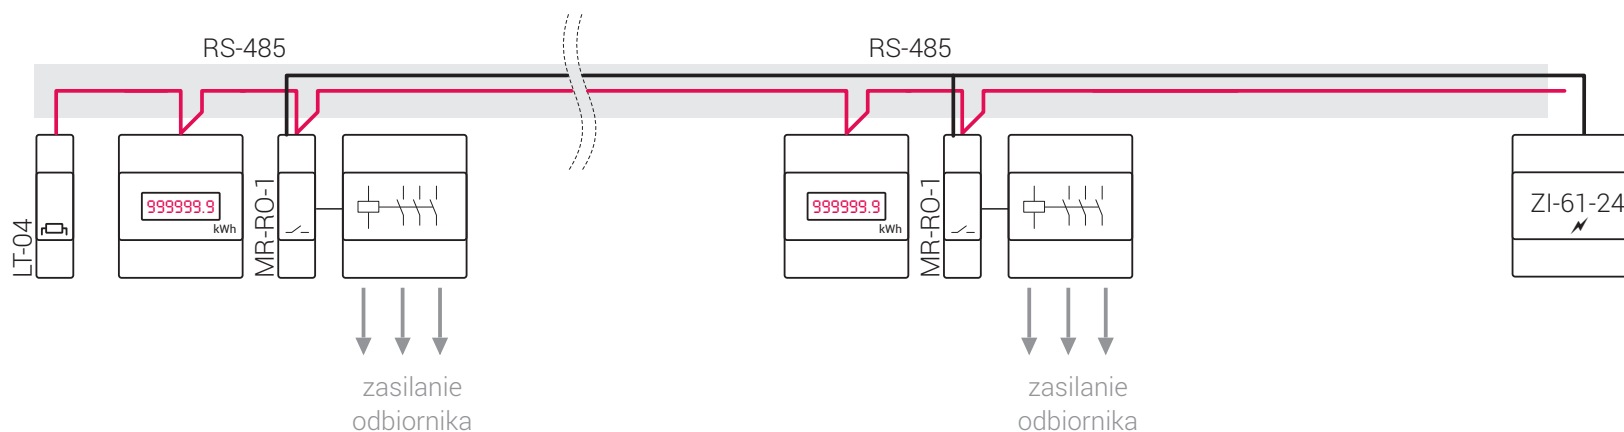 RS-485
RS-485
LT-04
999999.9
kWh
MR-RO-1
999999.9
kWh
MR-RO-1
ZI-61-24
zasilanie
odbiornika
zasilanie
odbiornika